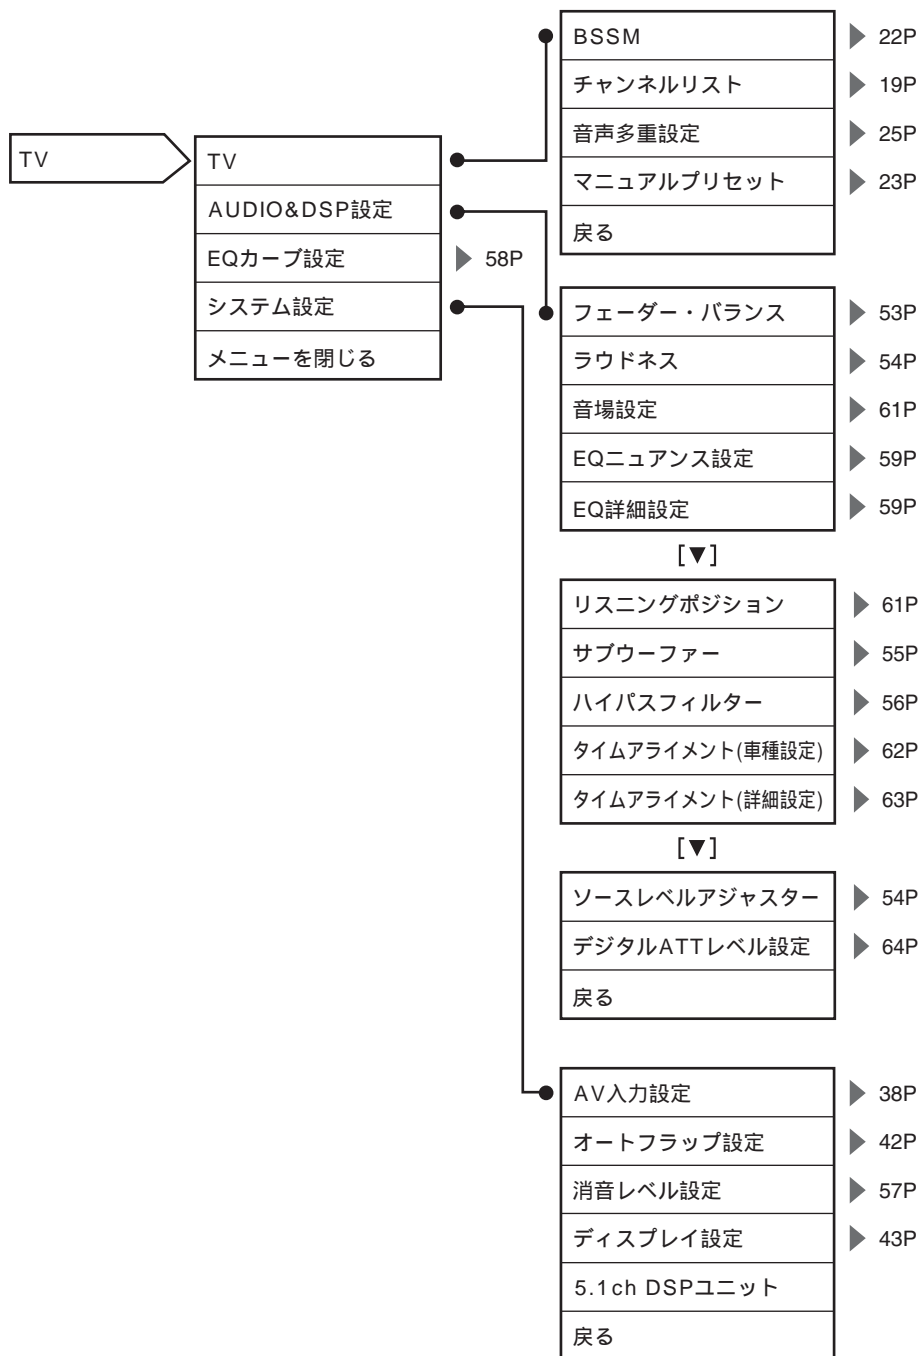 TV
TV
AUDIO&DSP設定
EQカーブ設定 ▶ 58P
システム設定
メニューを閉じる
BSSM ▶ 22P
チャンネルリスト ▶ 19P
音声多重設定 ▶ 25P
マニュアルプリセット ▶ 23P
戻る
フェーダー・バランス ▶ 53P
ラウドネス ▶ 54P
音場設定 ▶ 61P
EQニュアンス設定 ▶ 59P
EQ詳細設定 ▶ 59P
[▼]
リスニングポジション ▶ 61P
サブウーファー ▶ 55P
ハイパスフィルター ▶ 56P
タイムアライメント(車種設定) ▶ 62P
タイムアライメント(詳細設定) ▶ 63P
[▼]
ソースレベルアジャスター ▶ 54P
デジタルATTレベル設定 ▶ 64P
戻る
AV入力設定 ▶ 38P
オートフラップ設定 ▶ 42P
消音レベル設定 ▶ 57P
ディスプレイ設定 ▶ 43P
5.1ch DSPユニット
戻る